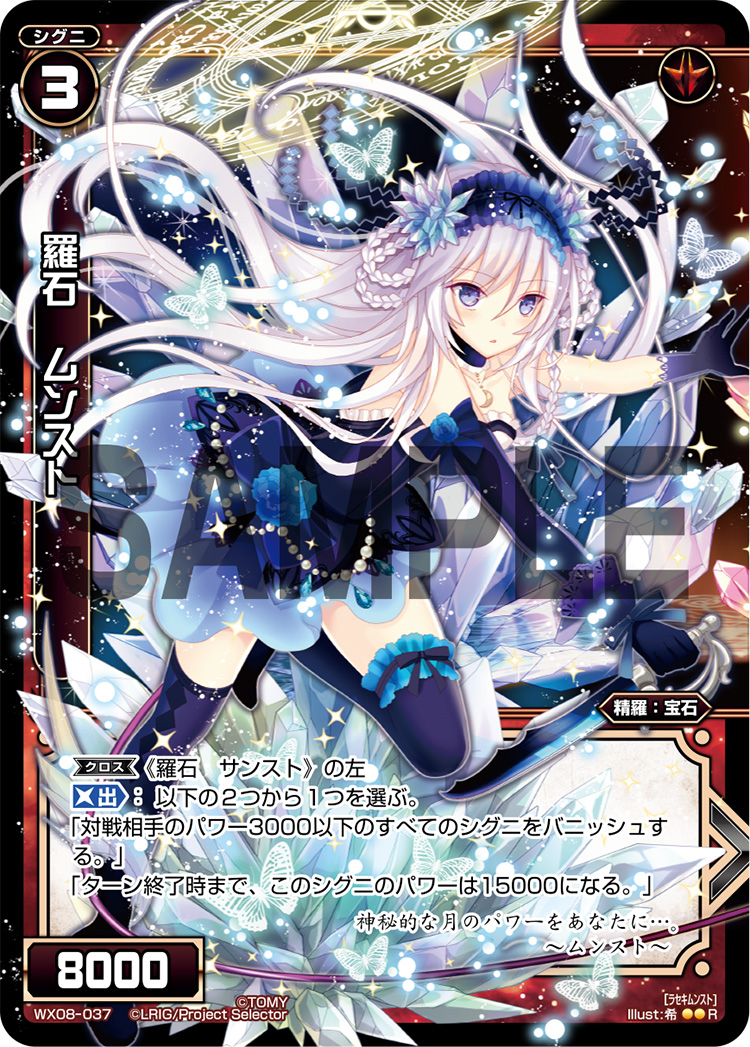 シグニ
3
羅石　ムンスト
SAMPLE
精羅：宝石
クロス 《羅石　サンスト》の左
出：以下の２つから１つを選ぶ。
「対戦相手のパワー3000以下のすべてのシグニをバニッシュす
る。」
「ターン終了時まで、このシグニのパワーは15000になる。」
神秘的な月のパワーをあなたに…。
～ムンスト～
8000
©TOMY
[ラセキムンスト]
WX08-037 ©LRIG/Project Selector
Illust:希 R